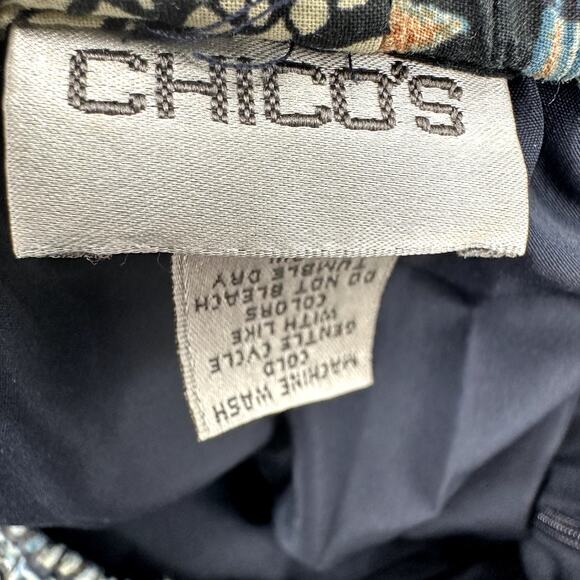 CHICO'S
MACHINE WASH
COLD
GENTLE CYCLE
WITH LIKE
COLORS
DO NOT BLEACH
TUMBLE DRY